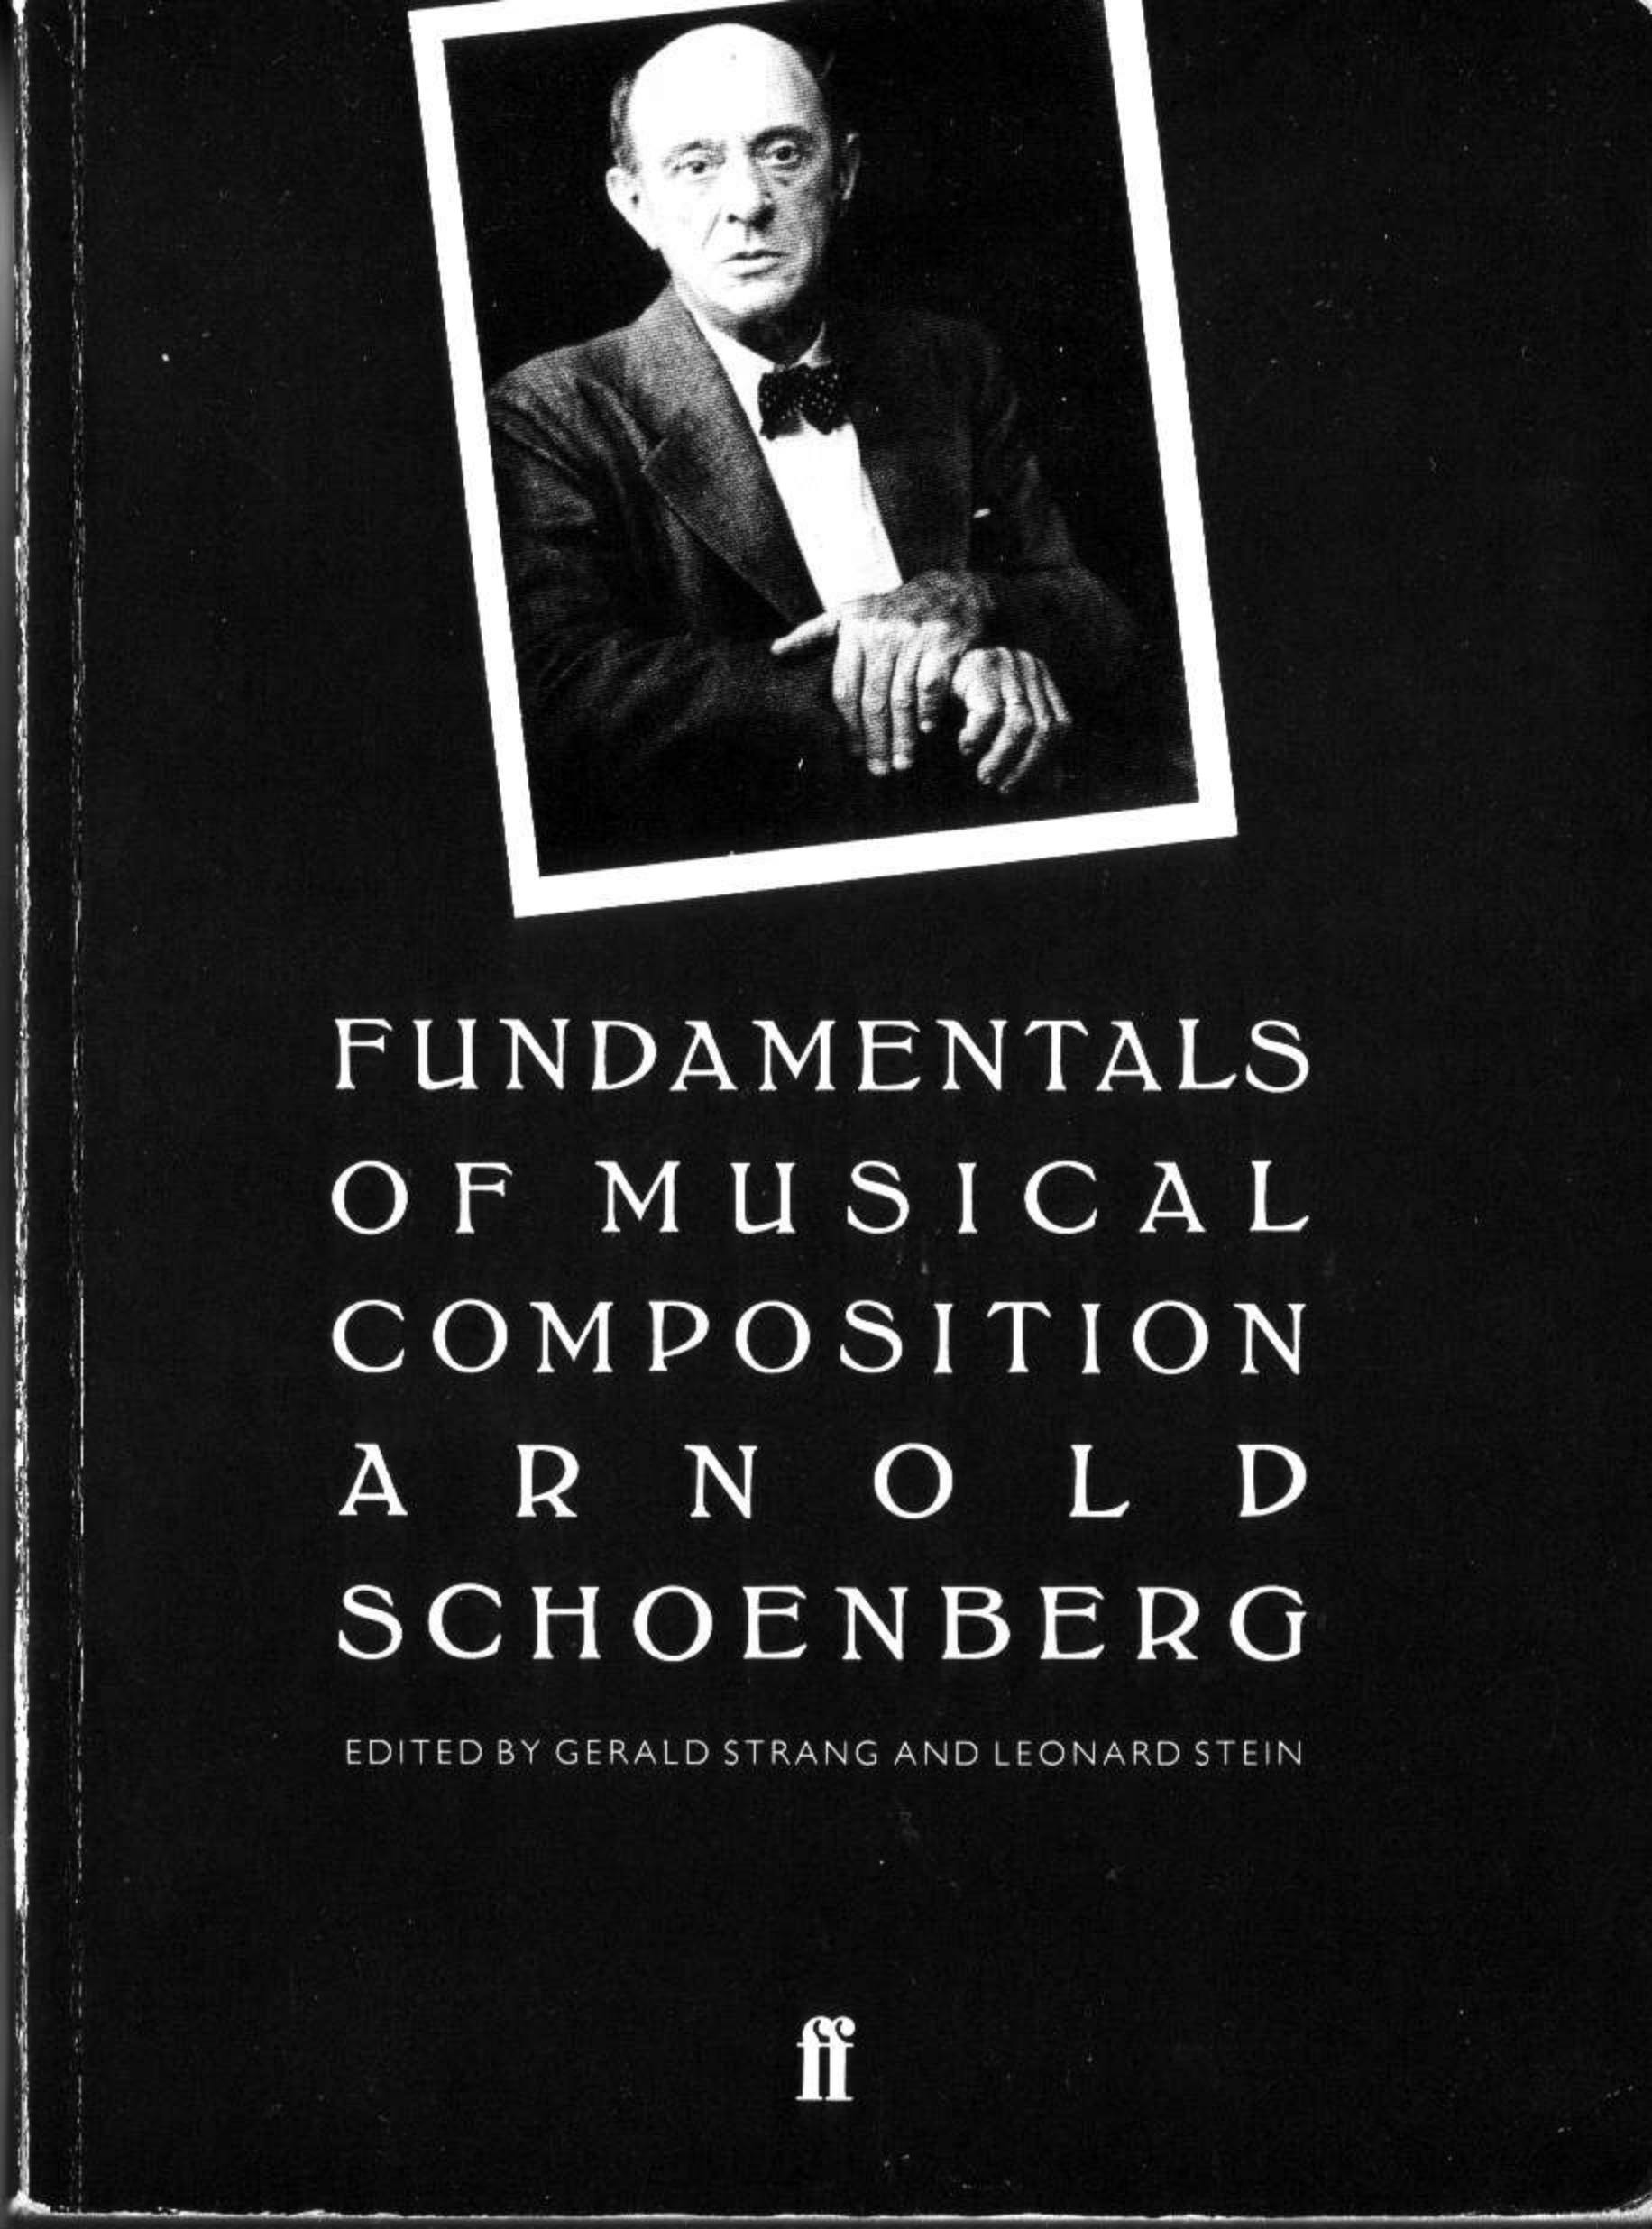 FUNDAMENTALS
OF MUSICAL
COMPOSITION
ARNOLD
SCHOENBERG
EDITED BY GERALD STRANG AND LEONARD STEIN
ff